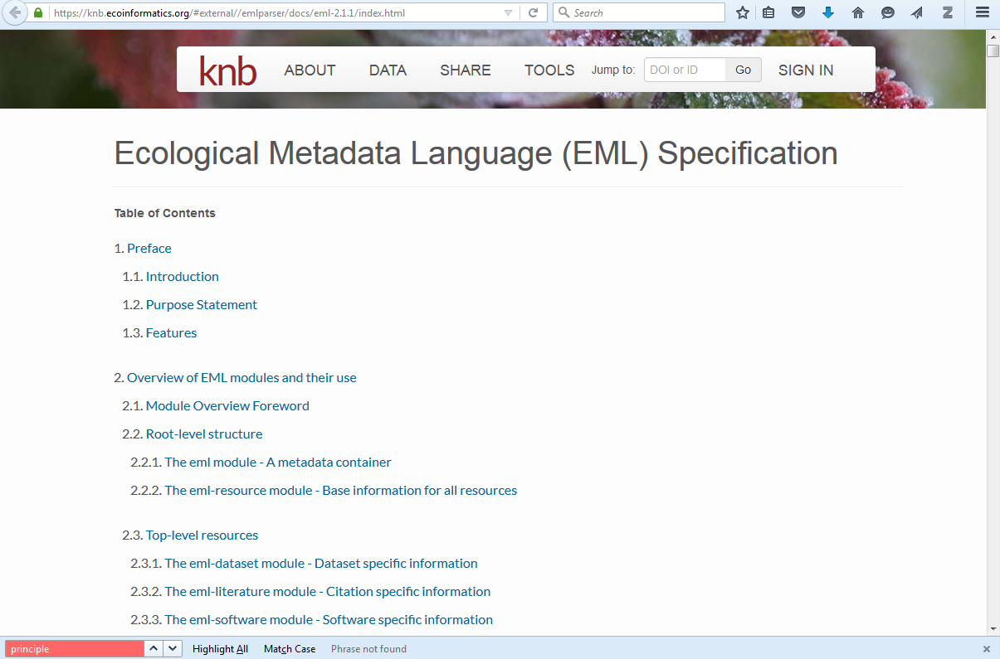 https://knb.ecoinformatics.org/#external//emlparser/docs/eml-2.1.1/index.html Search
knb ABOUT DATA SHARE TOOLS Jump to: DOI or ID Go SIGN IN
Ecological Metadata Language (EML) Specification
Table of Contents
1. Preface
1.1. Introduction
1.2. Purpose Statement
1.3. Features
2. Overview of EML modules and their use
2.1. Module Overview Foreword
2.2. Root-level structure
2.2.1. The eml module - A metadata container
2.2.2. The eml-resource module - Base information for all resources
2.3. Top-level resources
2.3.1. The eml-dataset module - Dataset specific information
2.3.2. The eml-literature module - Citation specific information
2.3.3. The eml-software module - Software specific information
principle Highlight All Match Case Phrase not found